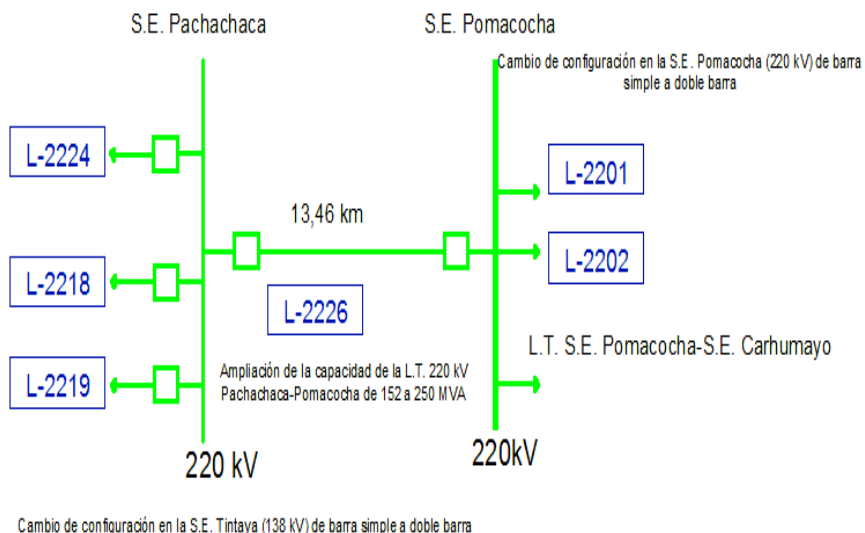 S.E. Pachachaca
S.E. Pomacocha
Cambio de configuración en la S.E. Pomacocha (220 kV) de barra
simple a doble barra
L-2224
L-2201
13,46 km
L-2202
L-2218
L-2226
L.T. S.E. Pomacocha-S.E. Carhumayo
Ampliación de la capacidad de la L.T. 220 kV
Pachachaca-Pomacocha de 152 a 250 MVA
L-2219
220 kV
220kV
Cambio de configuración en la S.E. Tintaya (138 kV) de barra simple a doble barra